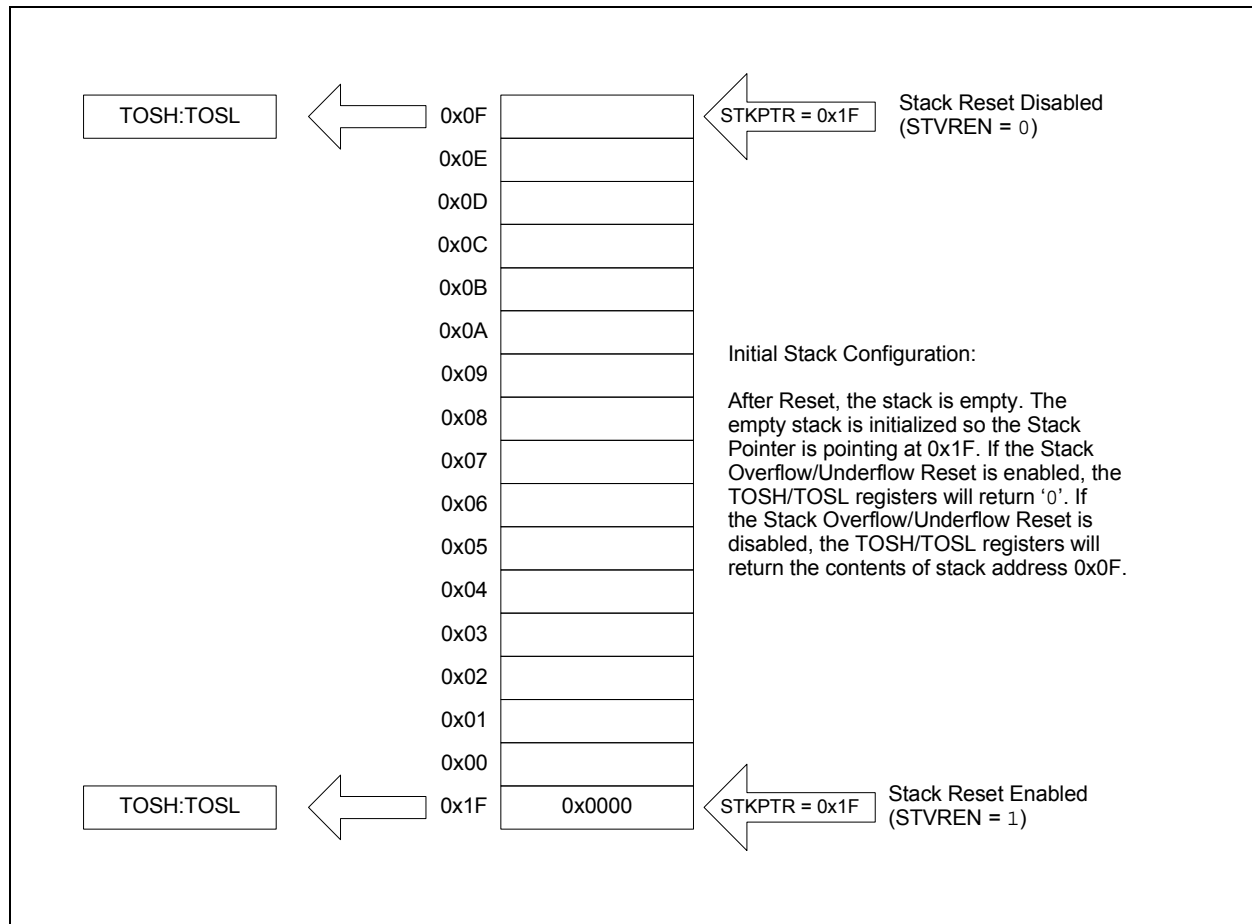 TOSH:TOSL
0x0F
STKPTR = 0x1F
Stack Reset Disabled
(STVREN = 0)
0x0E
0x0D
0x0C
0x0B
0x0A
0x09
0x08
0x07
0x06
0x05
0x04
0x03
0x02
0x01
0x00
Initial Stack Configuration:
After Reset, the stack is empty. The
empty stack is initialized so the Stack
Pointer is pointing at 0x1F. If the Stack
Overflow/Underflow Reset is enabled, the
TOSH/TOSL registers will return ‘0’. If
the Stack Overflow/Underflow Reset is
disabled, the TOSH/TOSL registers will
return the contents of stack address 0x0F.
TOSH:TOSL
0x1F
0x0000
STKPTR = 0x1F
Stack Reset Enabled
(STVREN = 1)